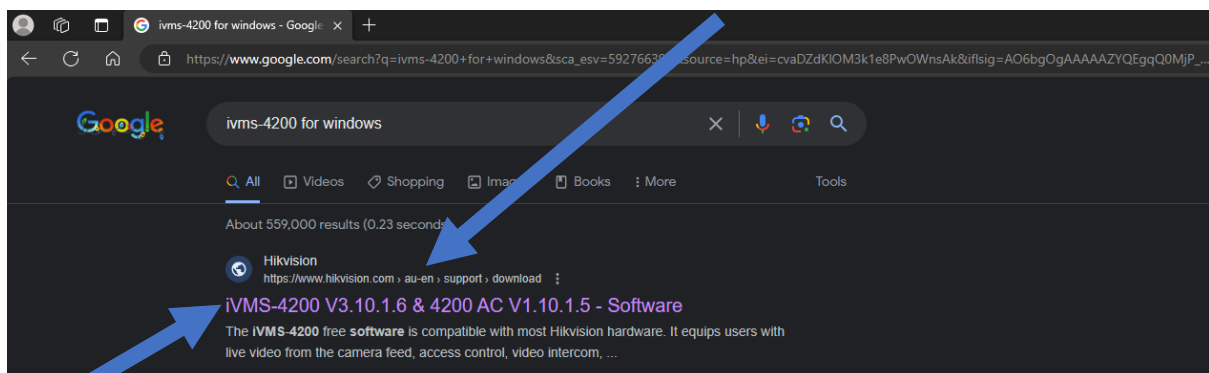 ivms-4200 for windows - Google
https://www.google.com/search?q=ivms-4200+for+windows&sca_esv=59276639
source=hp&ei=cvaDZdKIOM3k1e8PwOWnsAk&iflsig=AO6bgOgAAAAAZYQEgqQ0MjP_...
Google
ivms-4200 for windows
All Videos Shopping Books More Tools
About 559,000 results (0.23 seconds
Hikvision
https://www.hikvision.com › au-en › support › download
iVMS-4200 V3.10.1.6 & 4200 AC V1.10.1.5 - Software
The iVMS-4200 free software is compatible with most Hikvision hardware. It equips users with
live video from the camera feed, access control, video intercom, ...